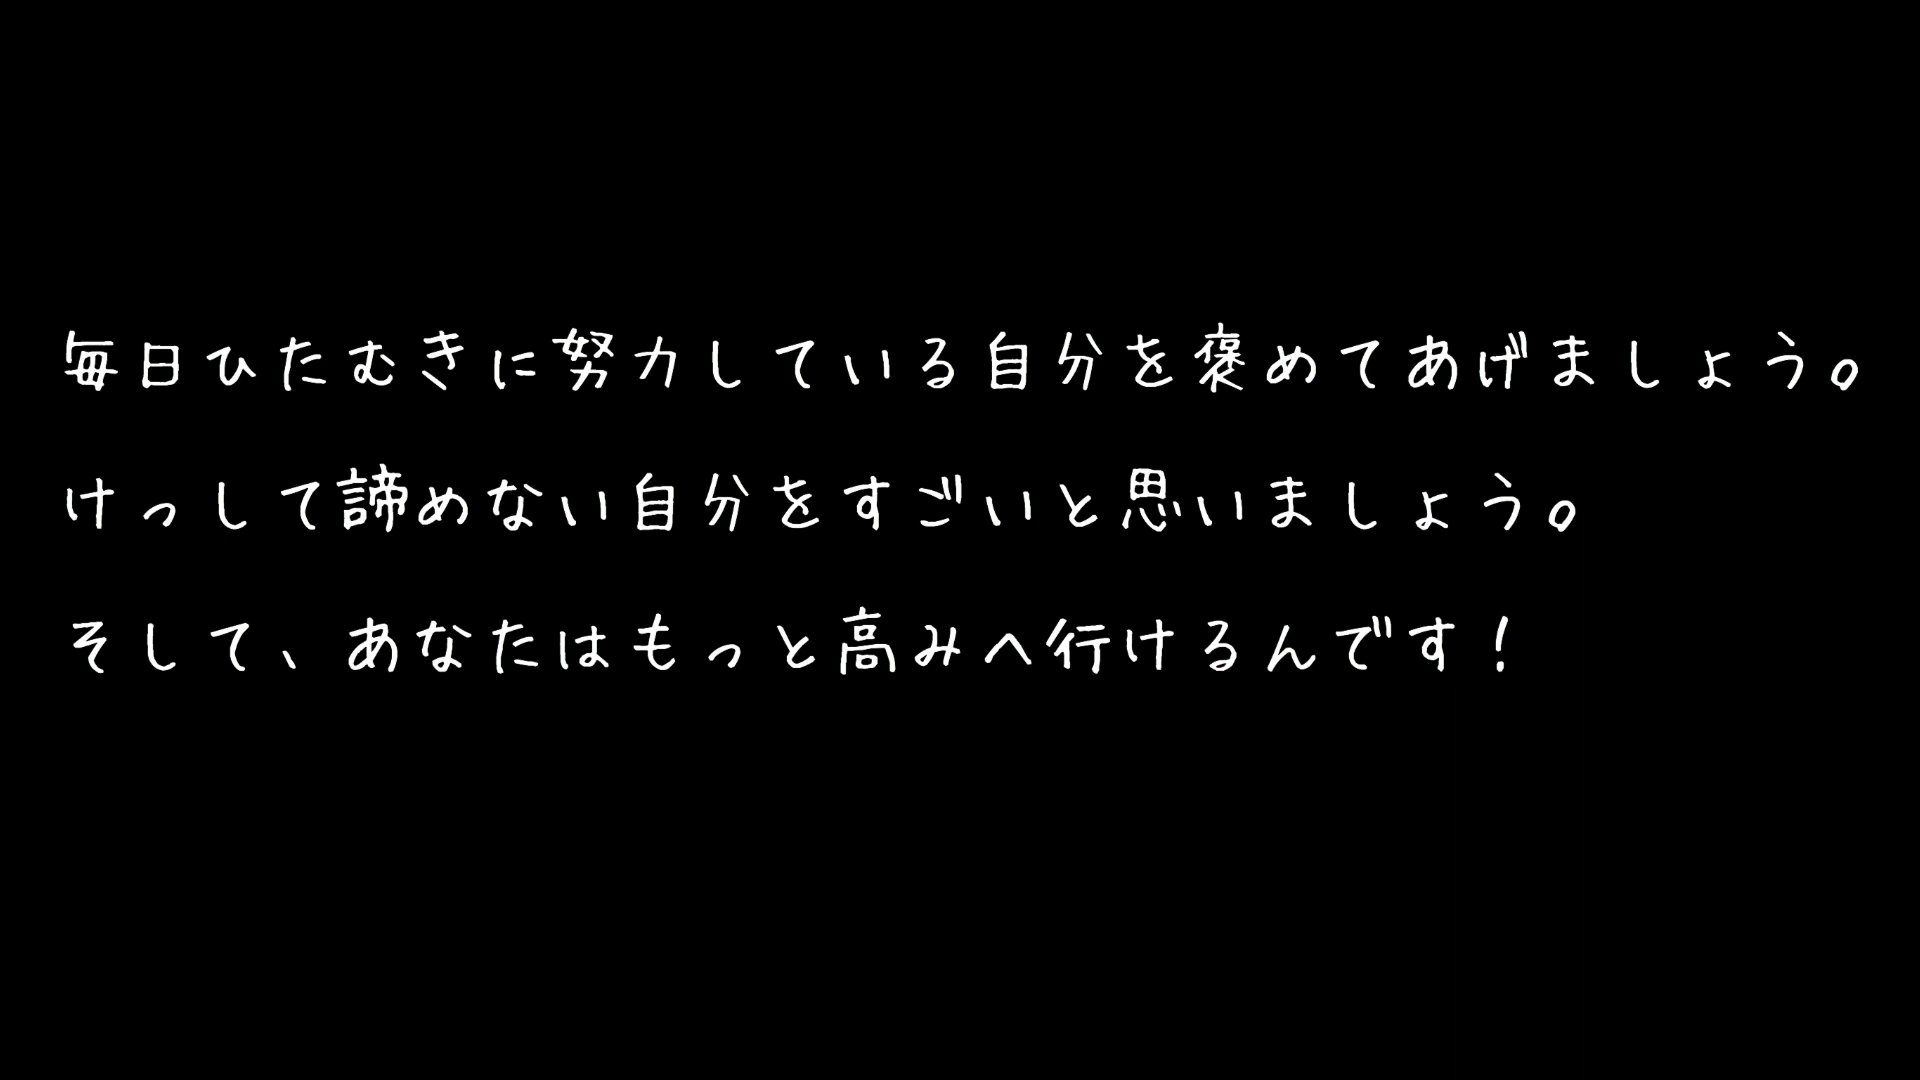 毎日ひたむきに努力している自分を褒めてあげましょう。
けっして諦めない自分をすごいと思いましょう。
そして、あなたはもっと高みへ行けるんです！